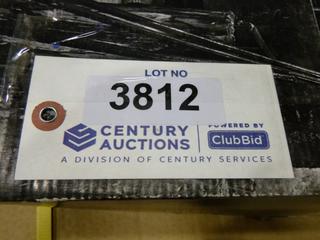 LOT NO
3812
CENTURY AUCTIONS
POWERED BY
ClubBid
A DIVISION OF CENTURY SERVICES